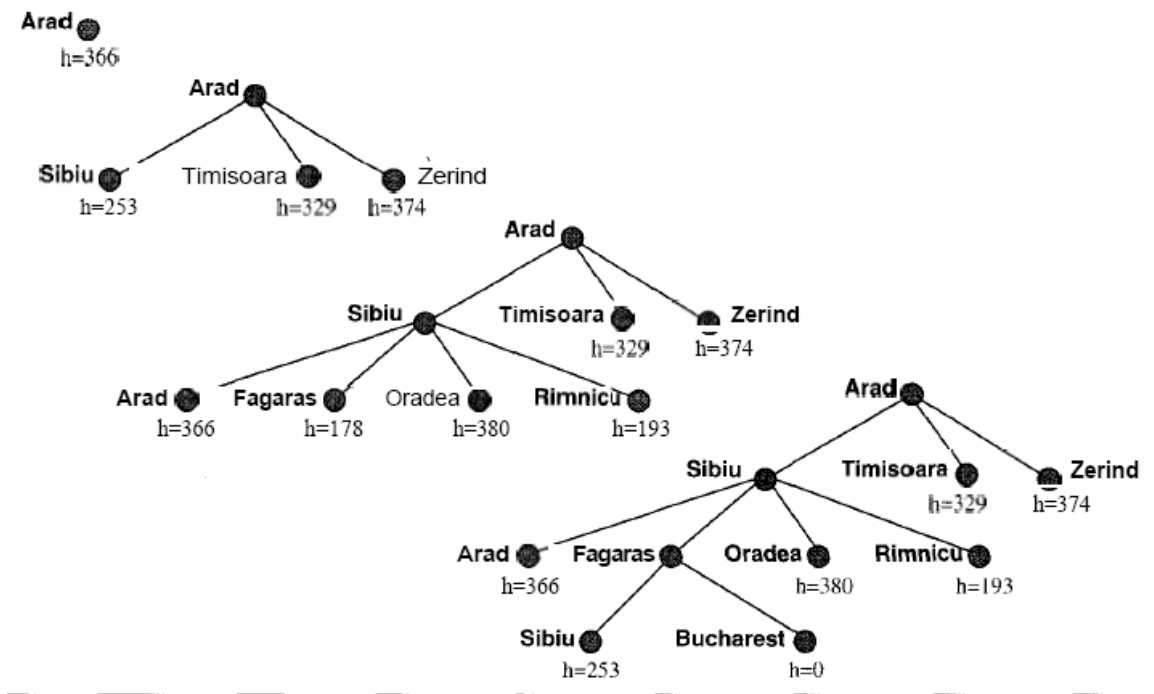 Arad
h=366
Arad
Sibiu Timisoara Zerind
h=253 h=329 h=374
Arad
Sibiu Timisoara Zerind
h=329 h=374
Arad Fagaras Oradea Rimnicu
h=366 h=178 h=380 h=193
Arad
Sibiu Timisoara Zerind
h=329 h=374
Arad Fagaras Oradea Rimnicu
h=366 h=380 h=193
Sibiu Bucharest
h=253 h=0